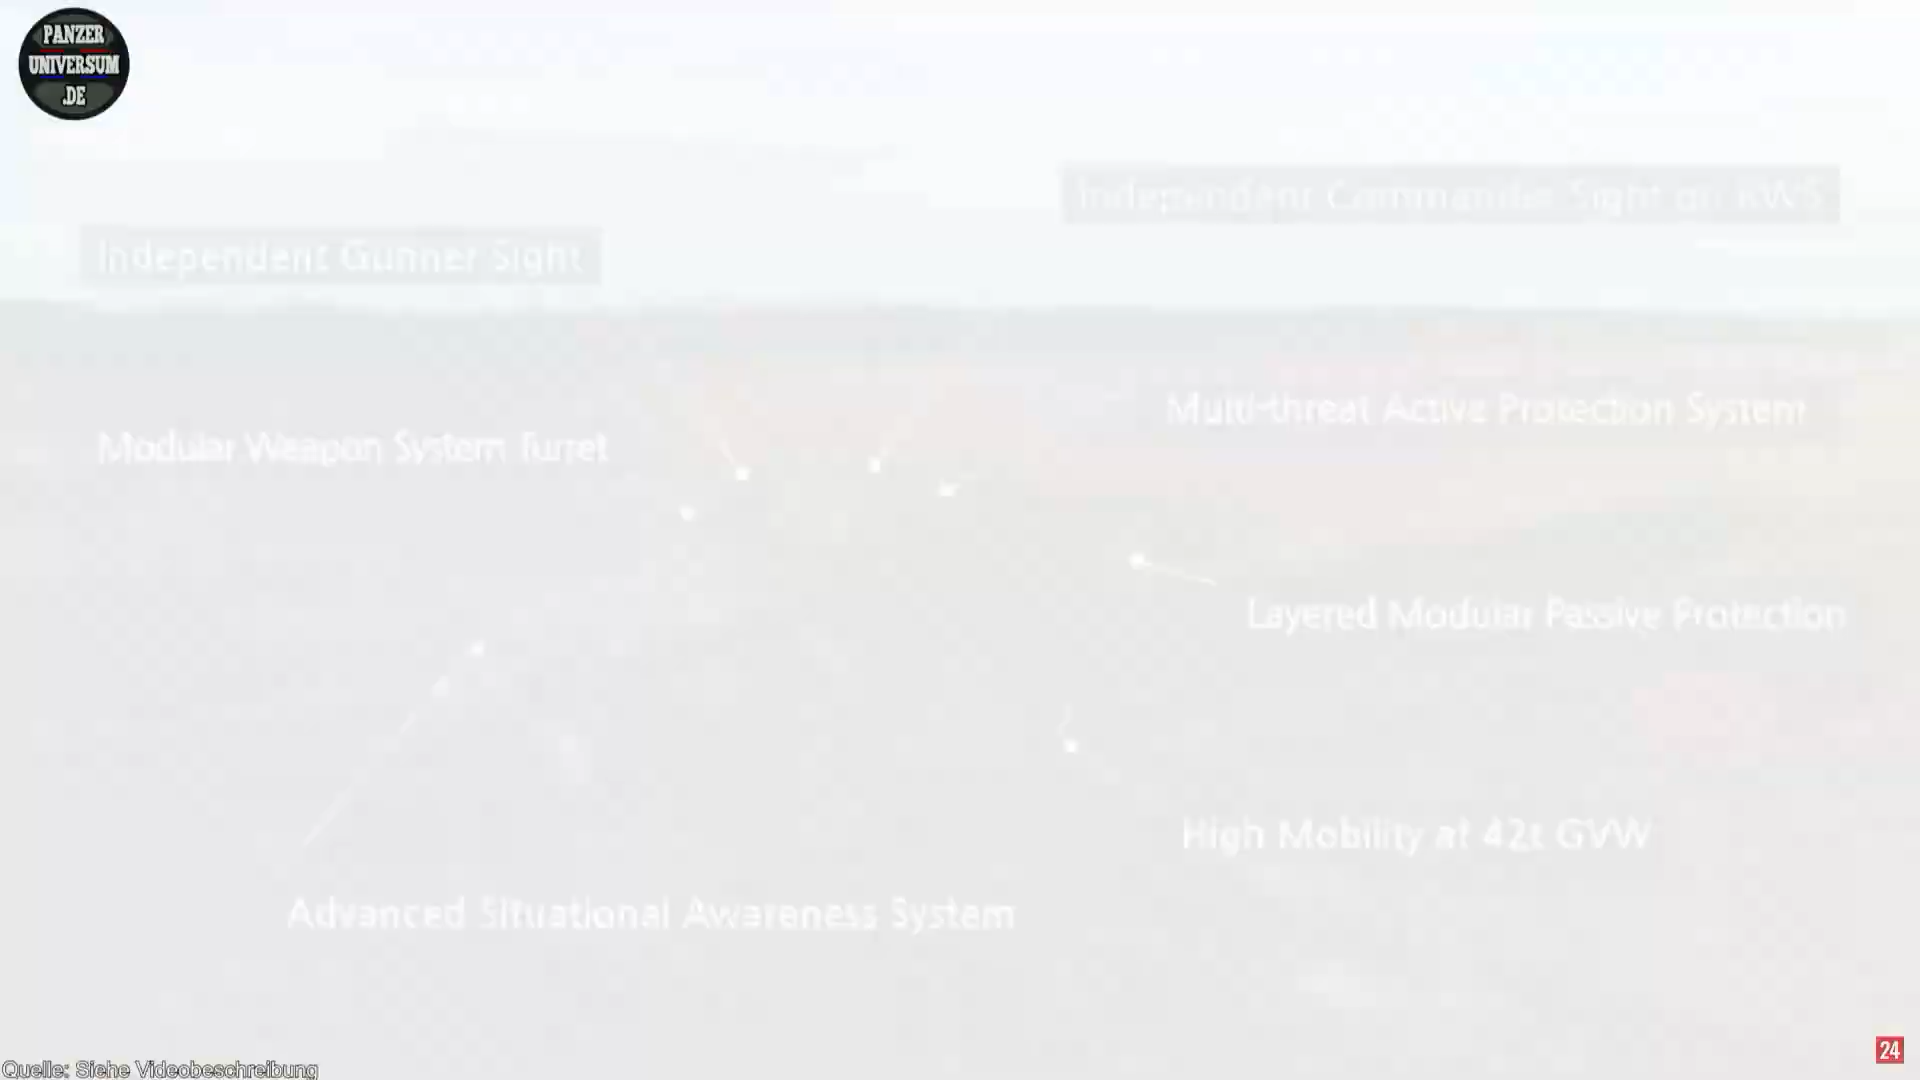 PANZER
UNIVERSUM
.DE
Independent Commander Sight on RWS
Independent Gunner Sight
Multi-threat Active Protection System
Modular Weapon System Turret
Layered Modular Passive Protection
High Mobility at 42t GVW
Advanced Situational Awareness System
24
Quelle: Siehe Videobeschreibung